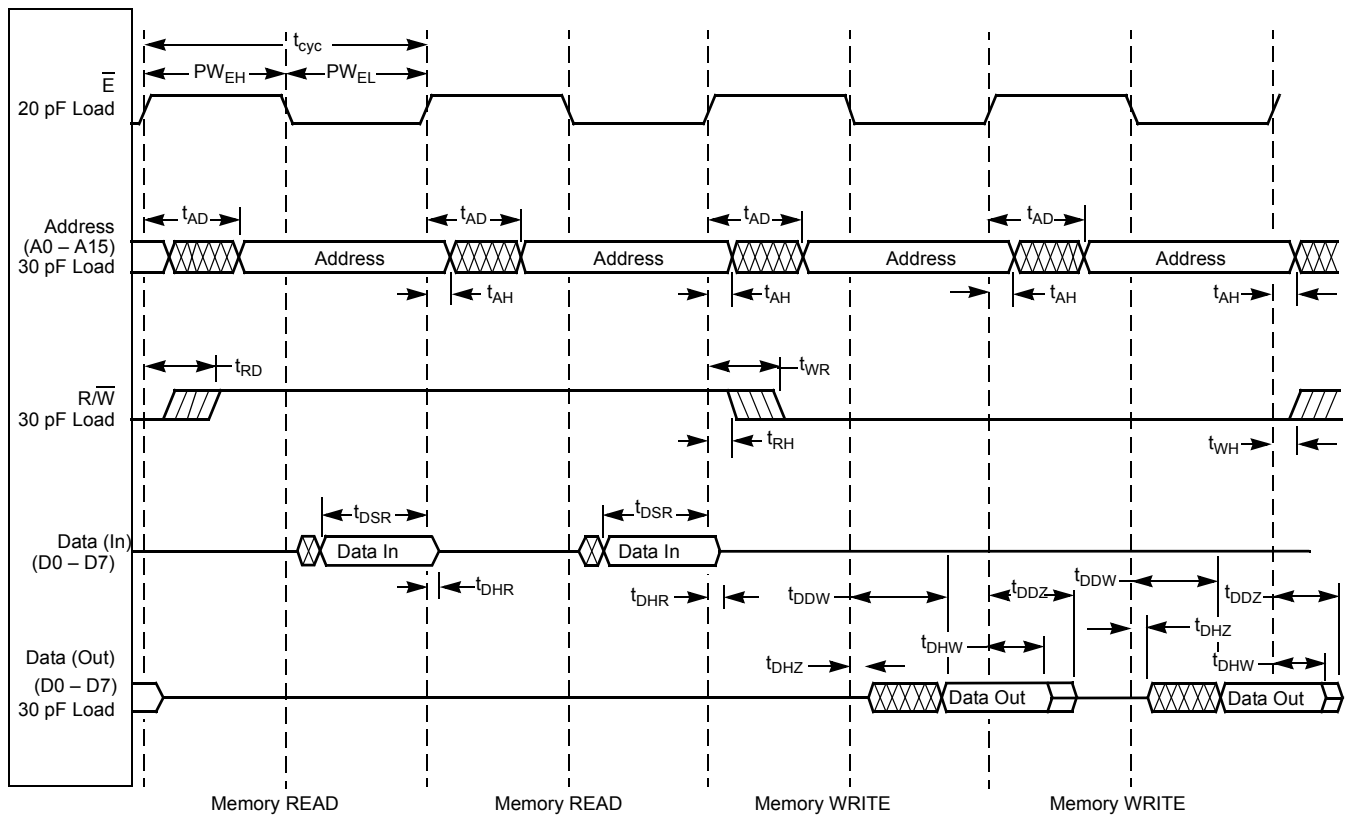 t_cyc
PW_EH PW_EL
E̅
20 pF Load
t_AD t_AD t_AD t_AD
Address
(A0 – A15)
30 pF Load
Address Address Address Address
t_AH t_AH t_AH t_AH
t_RD t_WR
R/W̅
30 pF Load
t_RH t_WH
t_DSR t_DSR
Data (In)
(D0 – D7)
Data In Data In
t_DHR t_DHR t_DDW t_DDZ t_DDW t_DDZ
t_DHZ t_DHW t_DHZ t_DHW
Data (Out)
(D0 – D7)
30 pF Load
Data Out Data Out
Memory READ Memory READ Memory WRITE Memory WRITE